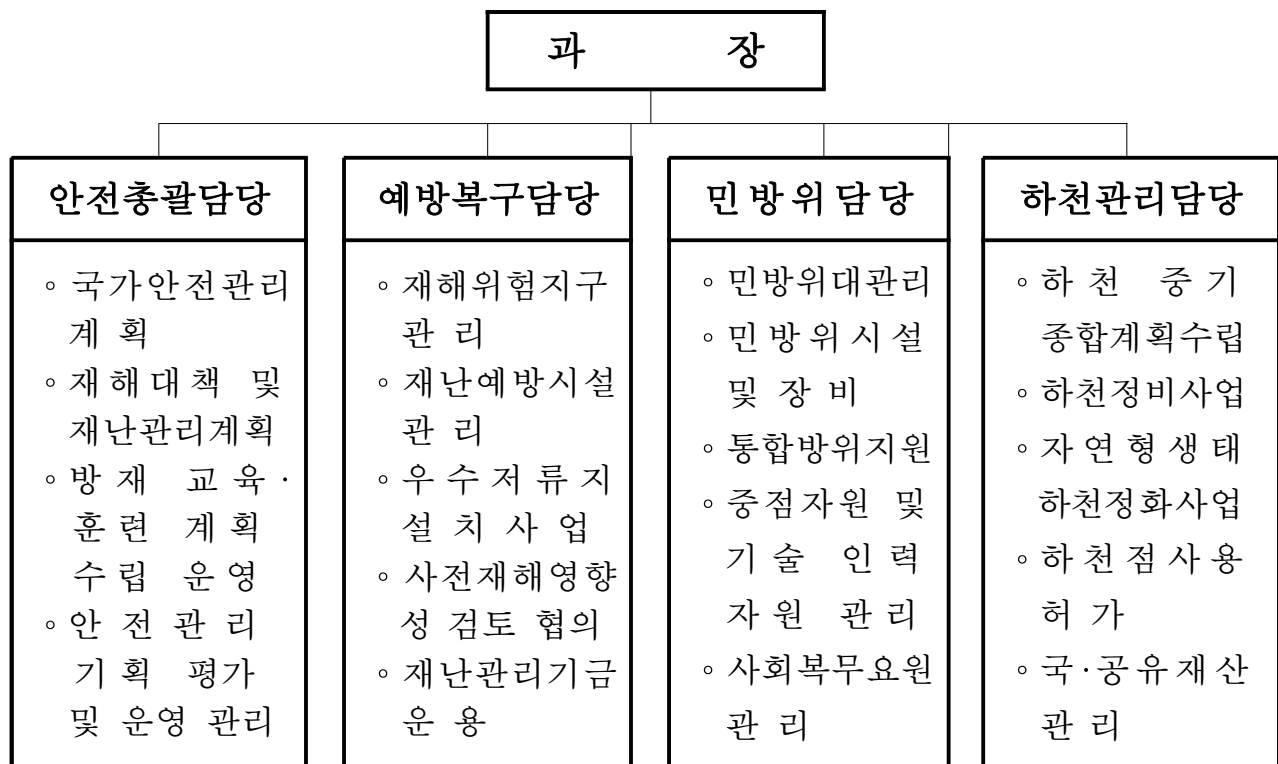 과 장
안전총괄담당
◦ 국가안전관리
계 획
◦ 재해대책 및
재난관리계획
◦ 방재 교육·
훈련 계획
수립 운영
◦ 안전관리
기획 평가
및 운영 관리
예방복구담당
◦ 재해위험지구
관 리
◦ 재난예방시설
관 리
◦ 우수저류지
설치사업
◦ 사전재해영향
성 검토 협의
◦ 재난관리기금
운 용
민방위담당
◦ 민방위대관리
◦ 민방위시설
및 장비
◦ 통합방위지원
◦ 중점자원 및
기술 인력
자원 관리
◦ 사회복무요원
관 리
하천관리담당
◦ 하천 중기
종합계획수립
◦ 하천정비사업
◦ 자연형생태
하천정화사업
◦ 하천점사용
허 가
◦ 국·공유재산
관 리